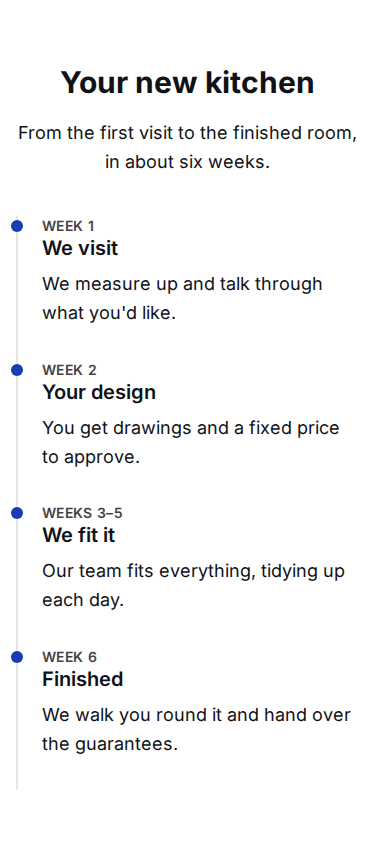 Your new kitchen
From the first visit to the finished room,
in about six weeks.
WEEK 1
We visit
We measure up and talk through
what you'd like.
WEEK 2
Your design
You get drawings and a fixed price
to approve.
WEEKS 3–5
We fit it
Our team fits everything, tidying up
each day.
WEEK 6
Finished
We walk you round it and hand over
the guarantees.